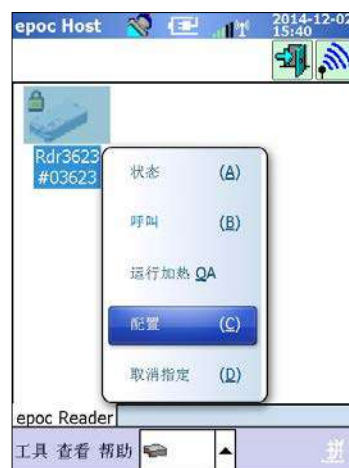 epoc Host
2014-12-02
15:40
Rdr3623
#03623
状态 (A)
呼叫 (B)
运行加热 QA
配置 (C)
取消指定 (D)
epoc Reader
工具 查看 帮助
拼